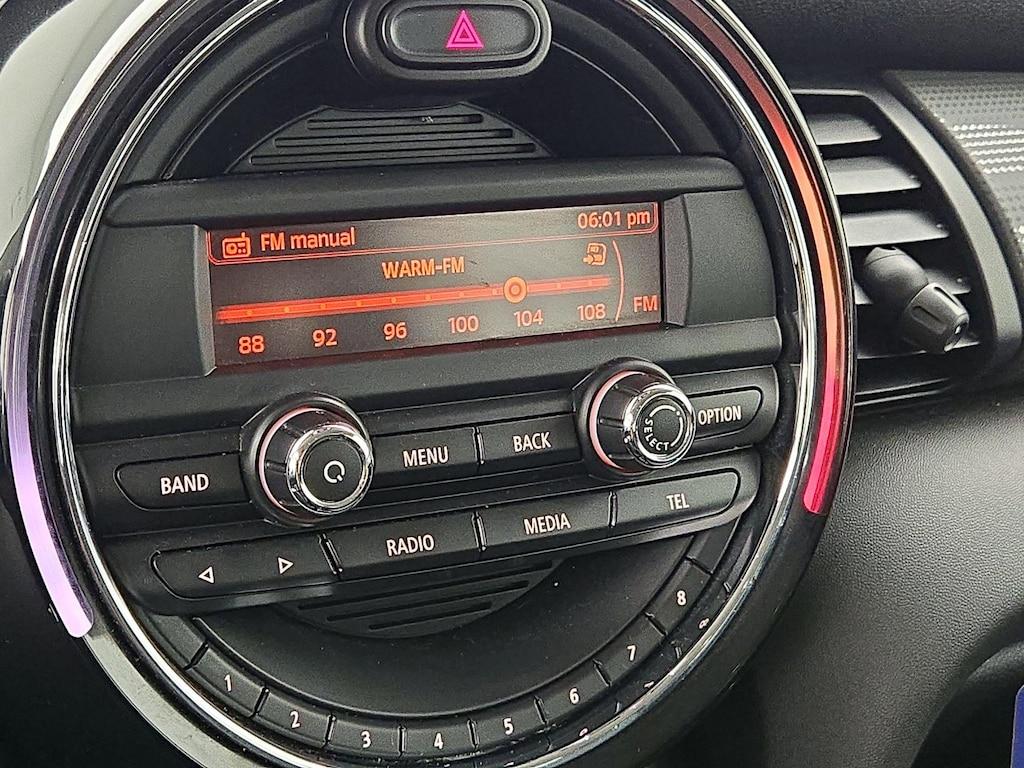 FM manual 06:01 pm
WARM-FM
88 92 96 100 104 108 FM
BAND MENU BACK SELECT OPTION
RADIO MEDIA TEL
1 2 3 4 5 6 7 8